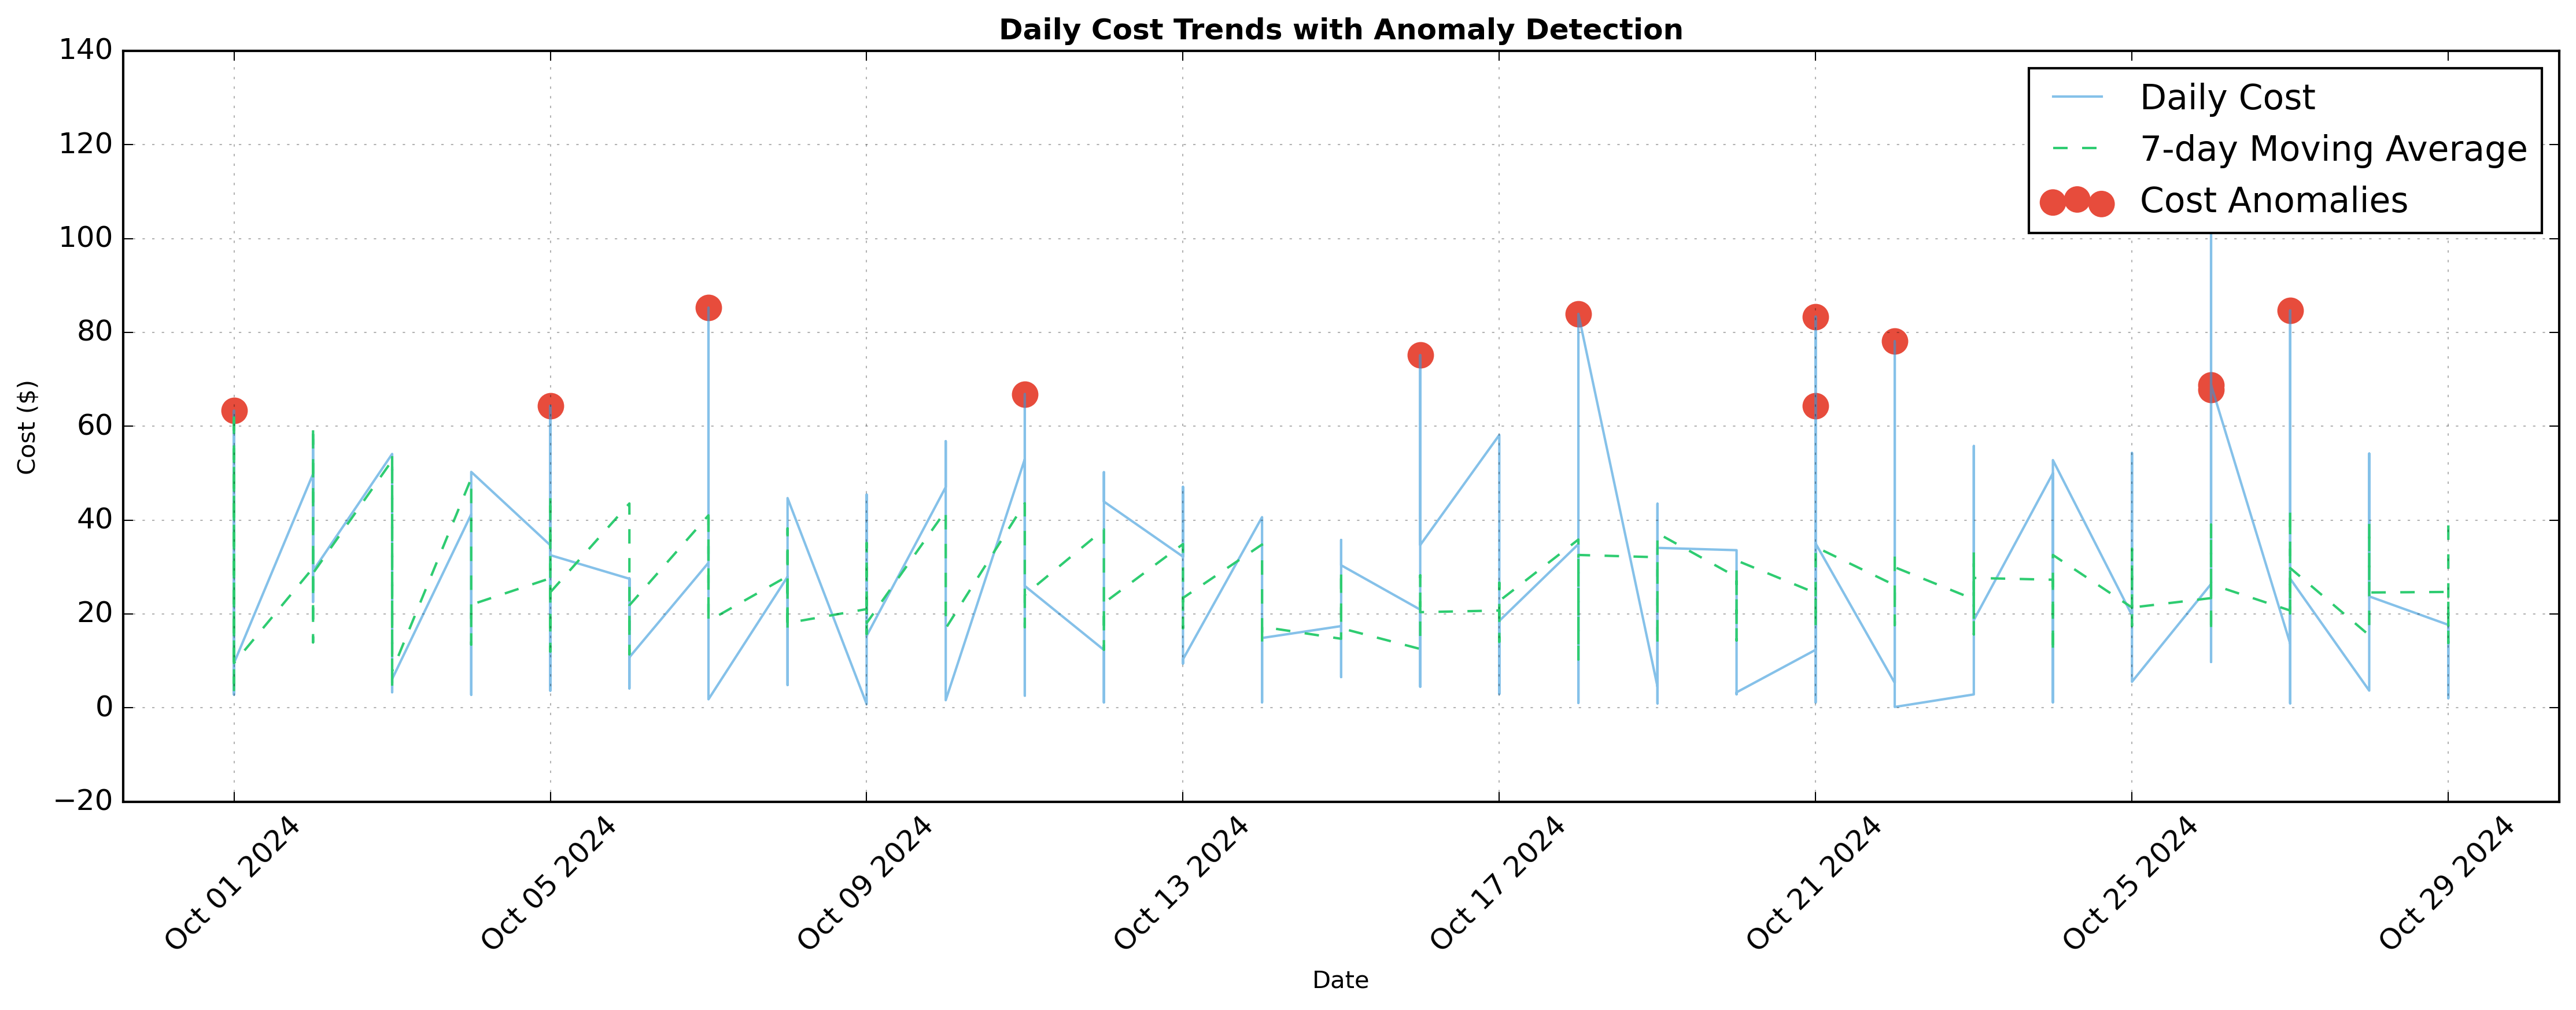 Daily Cost Trends with Anomaly Detection
140
120
100
80
60
40
20
0
−20
Cost ($)
Daily Cost
7-day Moving Average
Cost Anomalies
Oct 01 2024
Oct 05 2024
Oct 09 2024
Oct 13 2024
Oct 17 2024
Oct 21 2024
Oct 25 2024
Oct 29 2024
Date